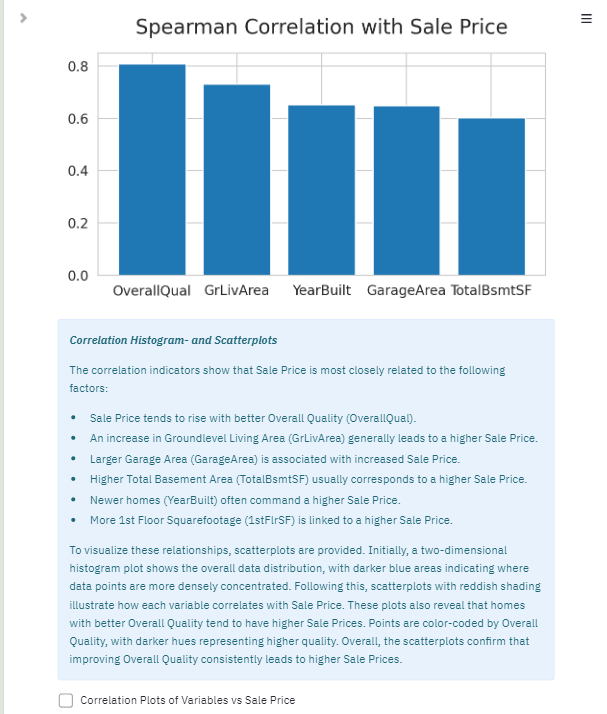 Spearman Correlation with Sale Price
0.8
0.6
0.4
0.2
0.0
OverallQual GrLivArea YearBuilt GarageArea TotalBsmtSF
Correlation Histogram- and Scatterplots
The correlation indicators show that Sale Price is most closely related to the following
factors:
• Sale Price tends to rise with better Overall Quality (OverallQual).
• An increase in Groundlevel Living Area (GrLivArea) generally leads to a higher Sale Price.
• Larger Garage Area (GarageArea) is associated with increased Sale Price.
• Higher Total Basement Area (TotalBsmtSF) usually corresponds to a higher Sale Price.
• Newer homes (YearBuilt) often command a higher Sale Price.
• More 1st Floor Squarefootage (1stFlrSF) is linked to a higher Sale Price.
To visualize these relationships, scatterplots are provided. Initially, a two-dimensional
histogram plot shows the overall data distribution, with darker blue areas indicating where
data points are more densely concentrated. Following this, scatterplots with reddish shading
illustrate how each variable correlates with Sale Price. These plots also reveal that homes
with better Overall Quality tend to have higher Sale Prices. Points are color-coded by Overall
Quality, with darker hues representing higher quality. Overall, the scatterplots confirm that
improving Overall Quality consistently leads to higher Sale Prices.
Correlation Plots of Variables vs Sale Price